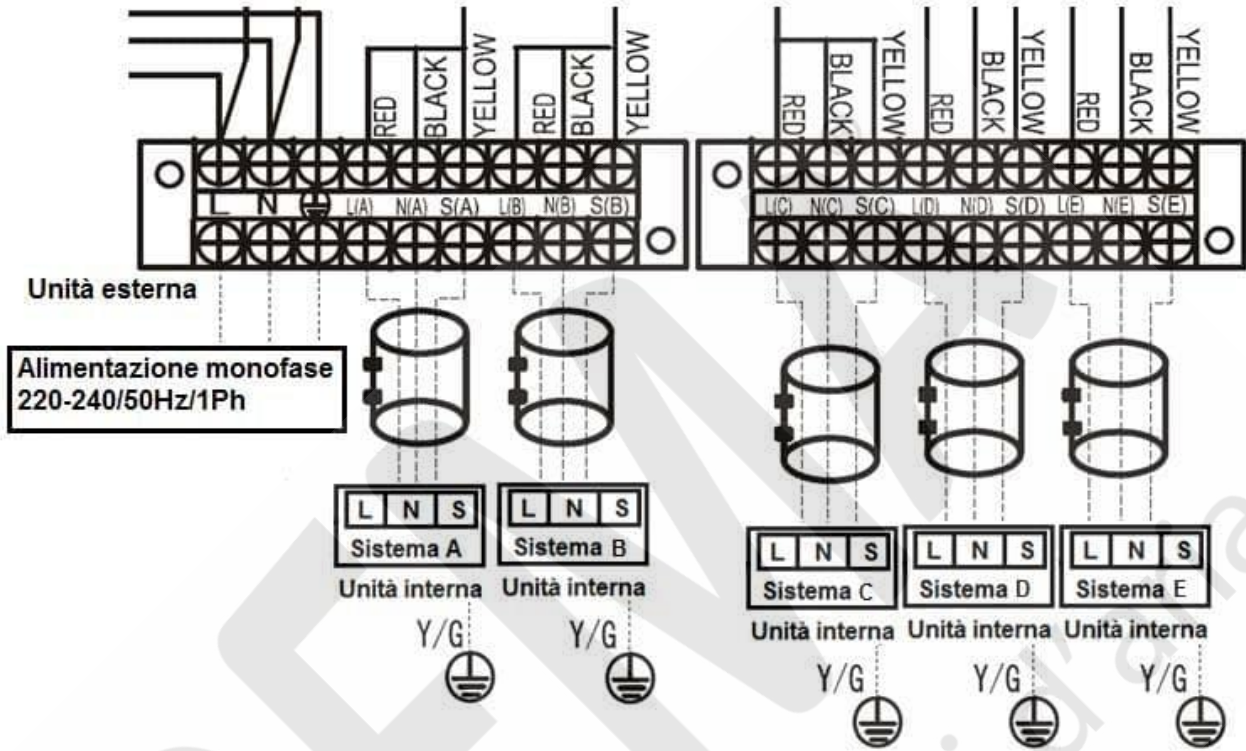 RED BLACK YELLOW RED BLACK YELLOW RED BLACK YELLOW RED BLACK YELLOW RED BLACK YELLOW
L N L(A) N(A) S(A) L(B) N(B) S(B) L(C) N(C) S(C) L(D) N(D) S(D) L(E) N(E) S(E)
Unità esterna
Alimentazione monofase
220-240/50Hz/1Ph
L N S L N S L N S L N S L N S
Sistema A Sistema B Sistema C Sistema D Sistema E
Unità interna Unità interna Unità interna Unità interna Unità interna
Y/G Y/G Y/G Y/G Y/G